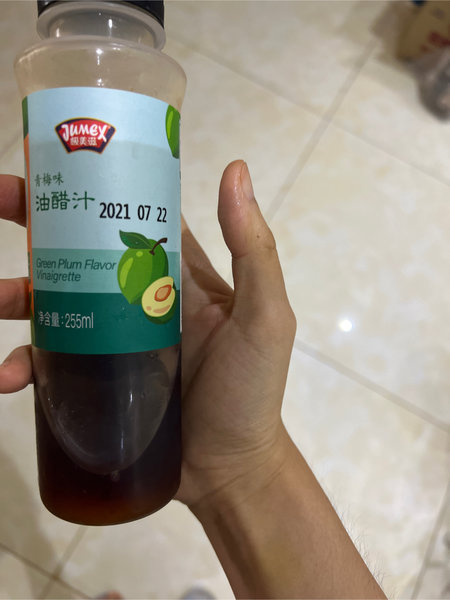 JUMEX
极美滋
青梅味
油醋汁
2021 07 22
Green Plum Flavor
Vinaigrette
净含量:255ml